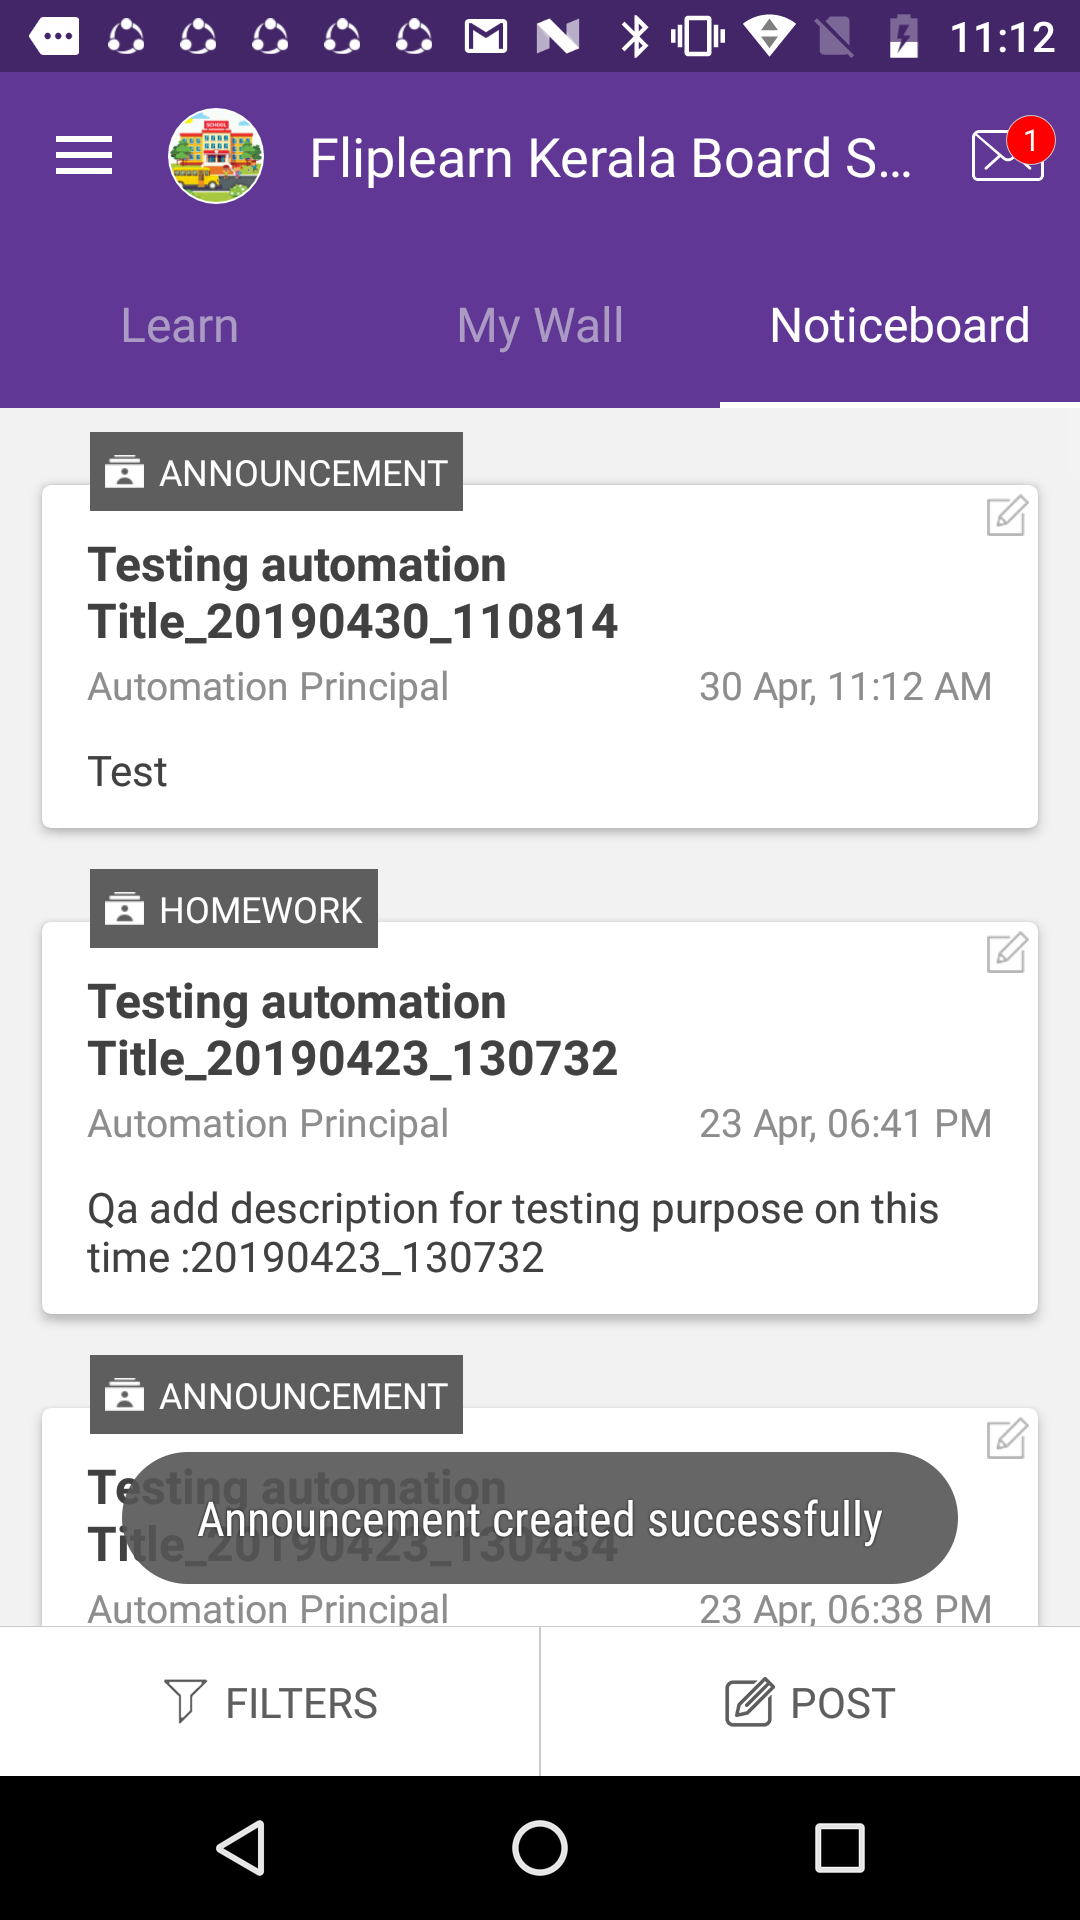 11:12
Fliplearn Kerala Board S...
1
Learn
My Wall
Noticeboard
ANNOUNCEMENT
Testing automation
Title_20190430_110814
Automation Principal
30 Apr, 11:12 AM
Test
HOMEWORK
Testing automation
Title_20190423_130732
Automation Principal
23 Apr, 06:41 PM
Qa add description for testing purpose on this
time :20190423_130732
ANNOUNCEMENT
Testing automation
Title_20190423_130434
Announcement created successfully
Automation Principal
23 Apr, 06:38 PM
FILTERS
POST